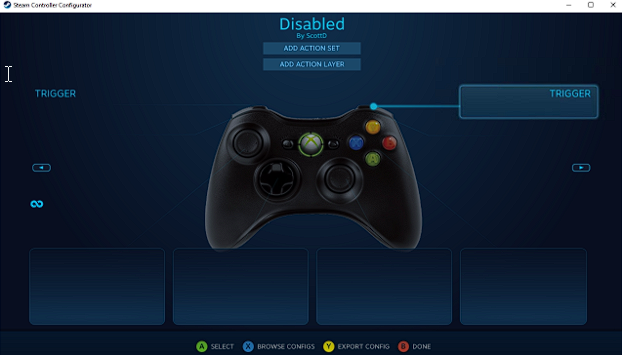 Steam Controller Configurator
Disabled
By ScottD
ADD ACTION SET
ADD ACTION LAYER
TRIGGER
TRIGGER
X
Y
B
A
A SELECT X BROWSE CONFIGS Y EXPORT CONFIG B DONE